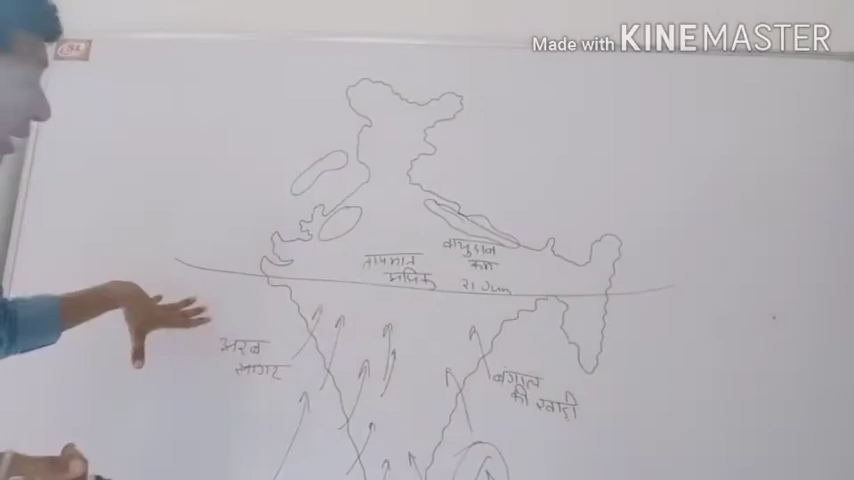 Made with KINEMASTER
तापमान
अधिक
वायुदाब
कम
अरब
सागर
बंगाल
की खाड़ी